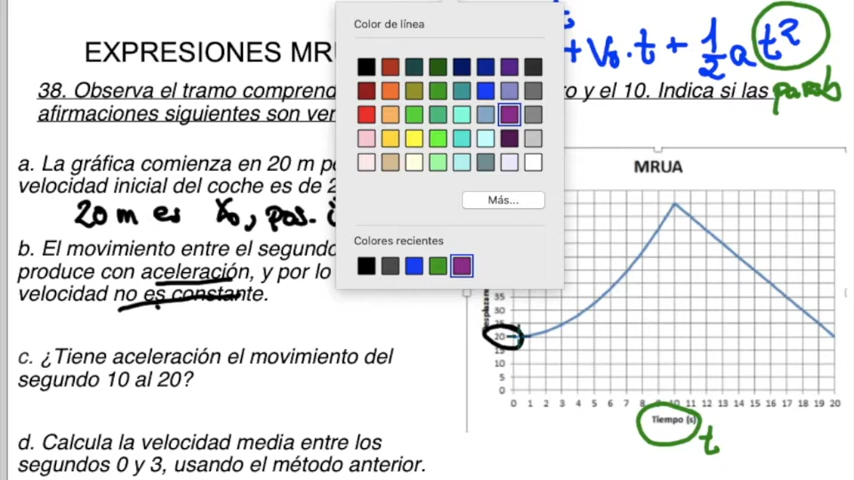 Color de línea
EXPRESIONES MRU
+ V₀ . t + 1/2 a t²
parab
38. Observa el tramo comprend
o y el 10. Indica si las
afirmaciones siguientes son ver
a. La gráfica comienza en 20 m p
velocidad inicial del coche es de 2
20 m es X₀, pos. i
Más...
Colores recientes
b. El movimiento entre el segundo
produce con aceleración, y por lo
velocidad no es constante.
c. ¿Tiene aceleración el movimiento del
segundo 10 al 20?
d. Calcula la velocidad media entre los
segundos 0 y 3, usando el método anterior.
MRUA
35
30
20
15
10
5
0
0 1 2 3 4 5 6 7 8 9 10 11 12 13 14 15 16 17 18 19 20
Tiempo (s)
t